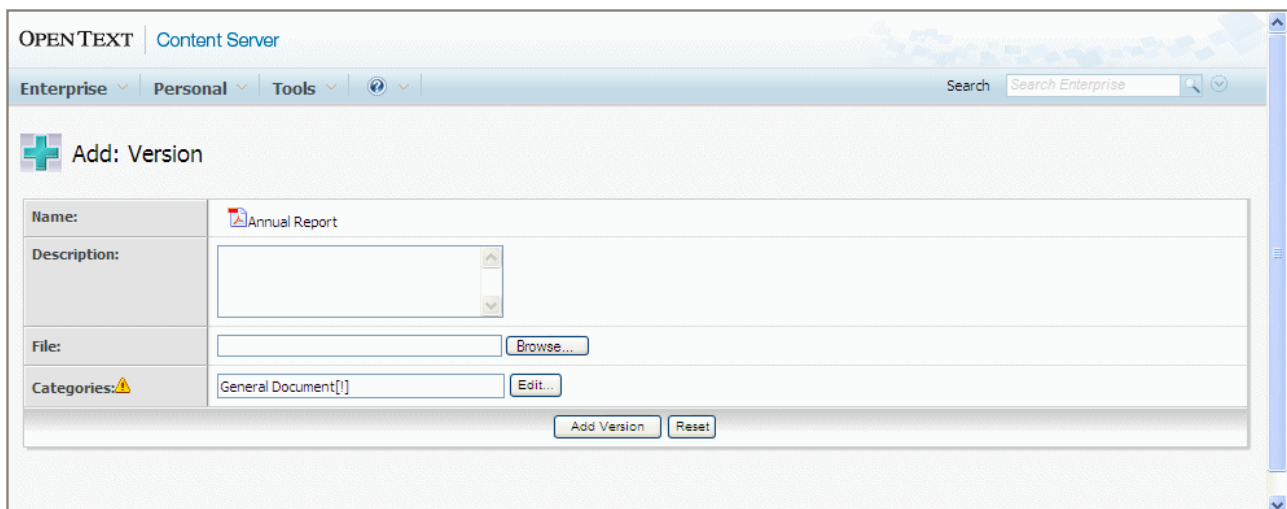 OPENTEXT Content Server
Enterprise Personal Tools ? Search Search Enterprise
Add: Version
Name: Annual Report
Description:
File: Browse...
Categories: General Document[!] Edit...
Add Version Reset